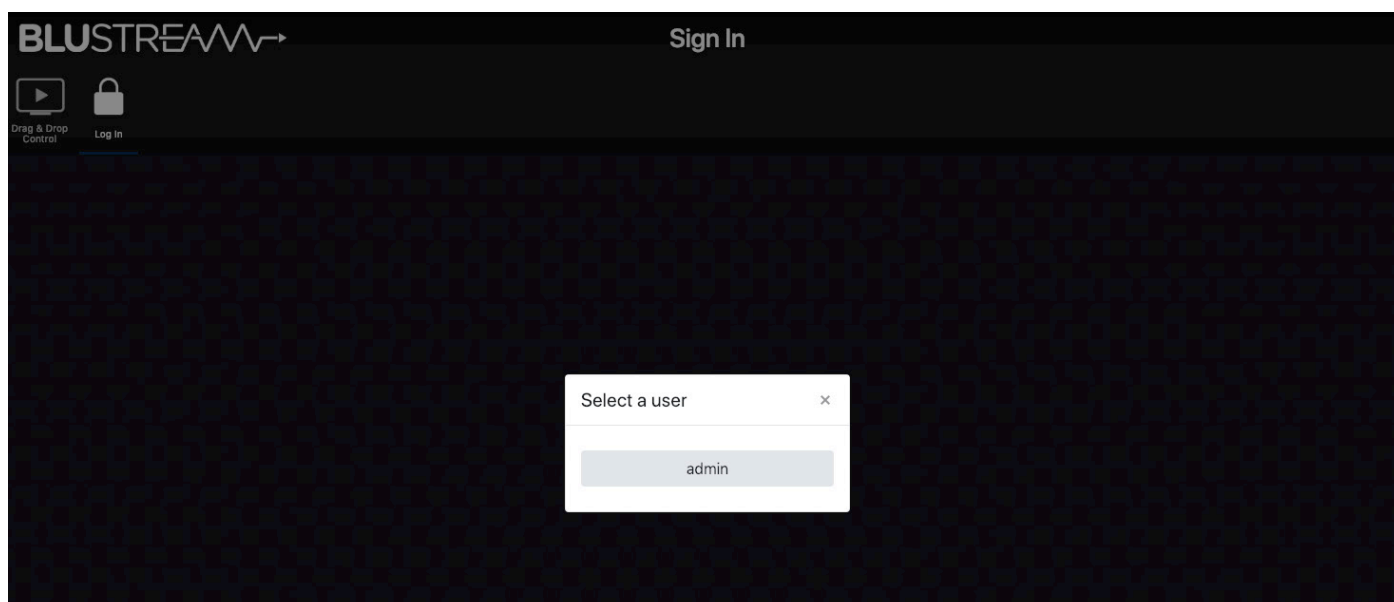 BLUSTREAM
Sign In
Drag & Drop
Control
Log In
Select a user
×
admin